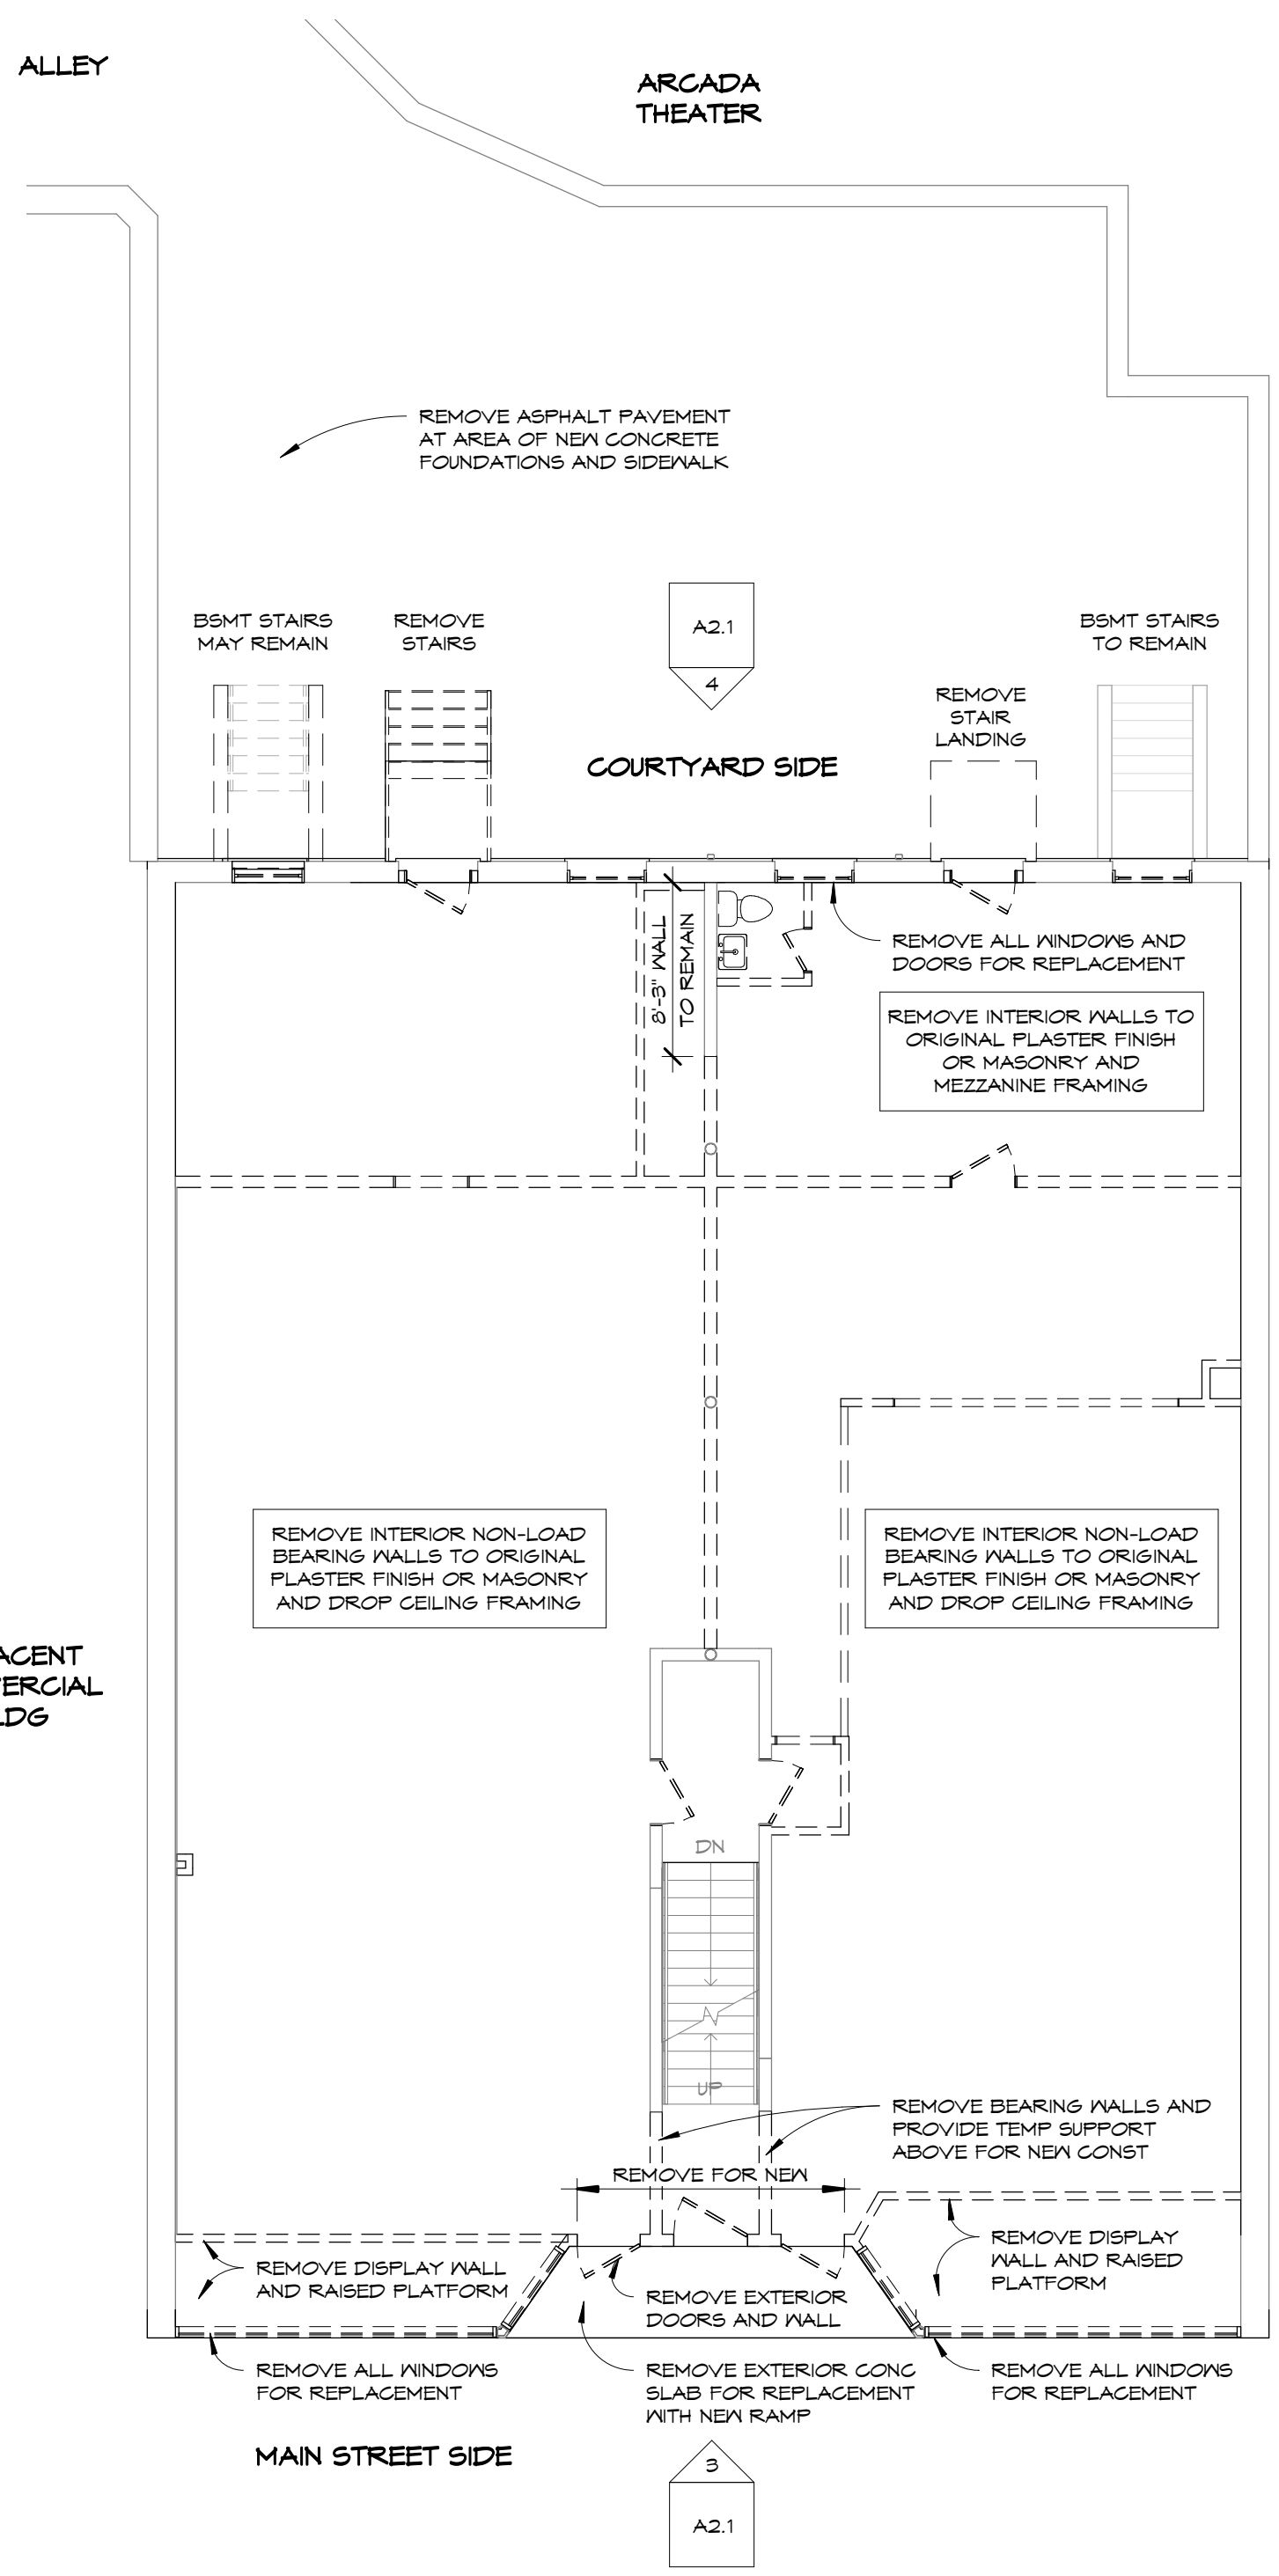 ALLEY
ARCADA
THEATER
REMOVE ASPHALT PAVEMENT
AT AREA OF NEW CONCRETE
FOUNDATIONS AND SIDEWALK
BSMT STAIRS
MAY REMAIN
REMOVE
STAIRS
A2.1
4
BSMT STAIRS
TO REMAIN
REMOVE
STAIR
LANDING
COURTYARD SIDE
8'-3" WALL
TO REMAIN
REMOVE ALL WINDOWS AND
DOORS FOR REPLACEMENT
REMOVE INTERIOR WALLS TO
ORIGINAL PLASTER FINISH
OR MASONRY AND
MEZZANINE FRAMING
REMOVE INTERIOR NON-LOAD
BEARING WALLS TO ORIGINAL
PLASTER FINISH OR MASONRY
AND DROP CEILING FRAMING
REMOVE INTERIOR NON-LOAD
BEARING WALLS TO ORIGINAL
PLASTER FINISH OR MASONRY
AND DROP CEILING FRAMING
ACENT
ERCIAL
LDG
DN
UP
REMOVE BEARING WALLS AND
PROVIDE TEMP SUPPORT
ABOVE FOR NEW CONST
REMOVE FOR NEW
REMOVE DISPLAY WALL
AND RAISED PLATFORM
REMOVE EXTERIOR
DOORS AND WALL
REMOVE DISPLAY
WALL AND RAISED
PLATFORM
REMOVE ALL WINDOWS
FOR REPLACEMENT
REMOVE EXTERIOR CONC
SLAB FOR REPLACEMENT
WITH NEW RAMP
REMOVE ALL WINDOWS
FOR REPLACEMENT
MAIN STREET SIDE
3
A2.1